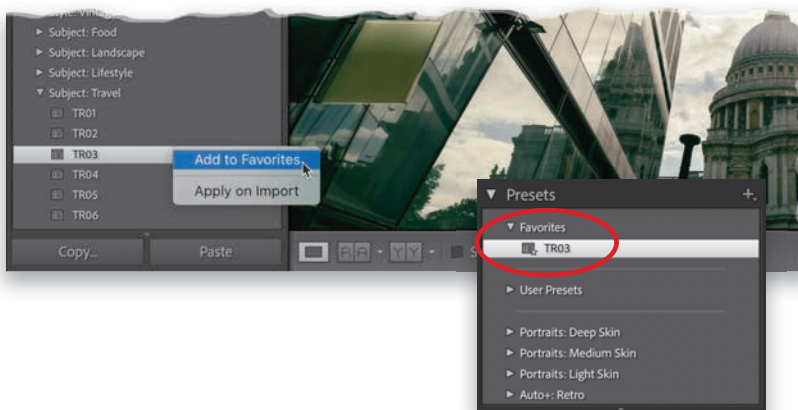 Style: Vintage
▶ Subject: Food
▶ Subject: Landscape
▶ Subject: Lifestyle
▼ Subject: Travel
TR01
TR02
TR03
TR04
TR05
TR06
Add to Favorites
Apply on Import
Copy...
Paste
R A
Y Y
S
▼ Presets
+
▼ Favorites
TR03
▶ User Presets
▶ Portraits: Deep Skin
▶ Portraits: Medium Skin
▶ Portraits: Light Skin
▶ Auto+: Retro